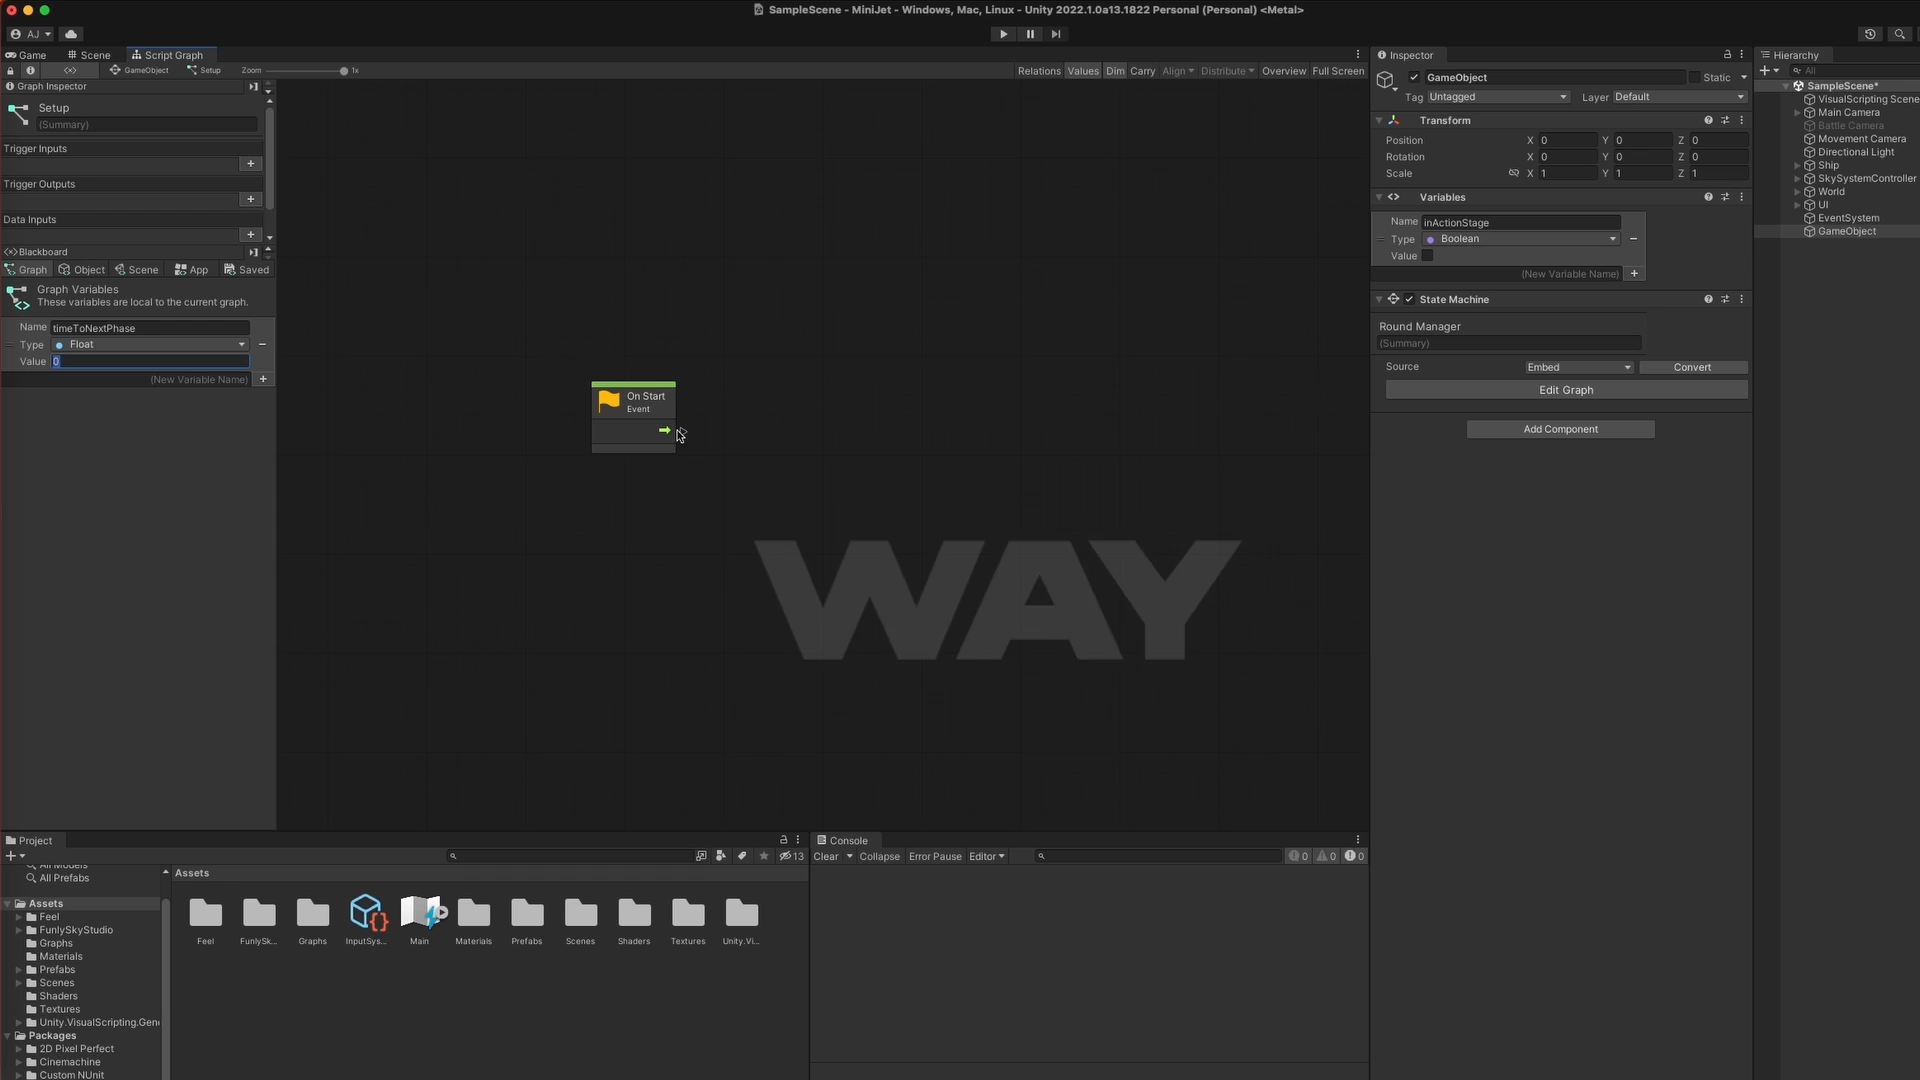 SampleScene - MiniJet - Windows, Mac, Linux - Unity 2022.1.0a13.1822 Personal (Personal) <Metal>
AJ
Game
Scene
Script Graph
GameObject
Setup
Zoom
1x
Relations
Values
Dim
Carry
Align
Distribute
Overview
Full Screen
Graph Inspector
Setup
(Summary)
Trigger Inputs
Trigger Outputs
Data Inputs
Blackboard
Graph
Object
Scene
App
Saved
Graph Variables
These variables are local to the current graph.
Name timeToNextPhase
Type Float
Value 0
(New Variable Name)
On Start
Event
WAY
Inspector
GameObject
Static
Tag Untagged
Layer Default
Transform
Position X 0 Y 0 Z 0
Rotation X 0 Y 0 Z 0
Scale X 1 Y 1 Z 1
Variables
Name inActionStage
Type Boolean
Value
(New Variable Name)
State Machine
Round Manager
(Summary)
Source Embed Convert
Edit Graph
Add Component
Hierarchy
All
SampleScene*
VisualScripting Scene
Main Camera
Battle Camera
Movement Camera
Directional Light
Ship
SkySystemController
World
UI
EventSystem
GameObject
Project
13
All Models
All Prefabs
Assets
Feel
FunlySkyStudio
Graphs
Materials
Prefabs
Scenes
Shaders
Textures
Unity.VisualScripting.Gene
Packages
2D Pixel Perfect
Cinemachine
Custom NUnit
Assets
Feel
FunlySk...
Graphs
InputSys...
Main
Materials
Prefabs
Scenes
Shaders
Textures
Unity.Vi...
Console
Clear
Collapse
Error Pause
Editor
0
0
0